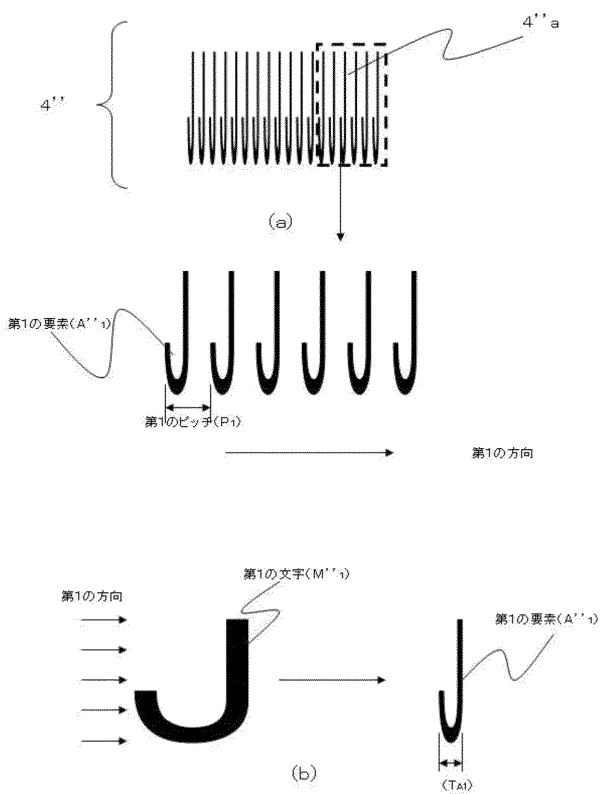 4''a
4''
(a)
第1の要素(A''1)
第1のピッチ(P1)
第1の方向
第1の文字(M''1)
第1の方向
第1の要素(A''1)
(TA1)
(b)